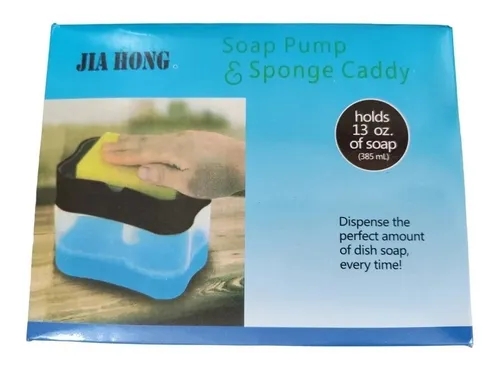 JIA HONG
Soap Pump
& Sponge Caddy
holds
13 oz.
of soap
(385 mL)
Dispense the
perfect amount
of dish soap,
every time!